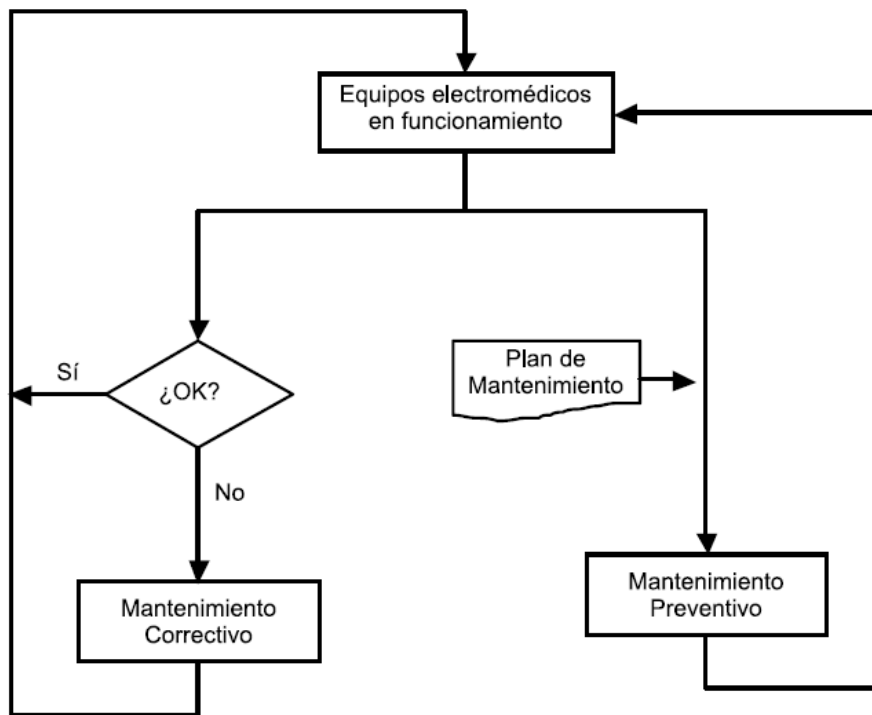 Equipos electromédicos
en funcionamiento
Plan de
Mantenimiento
Sí
¿OK?
No
Mantenimiento
Correctivo
Mantenimiento
Preventivo